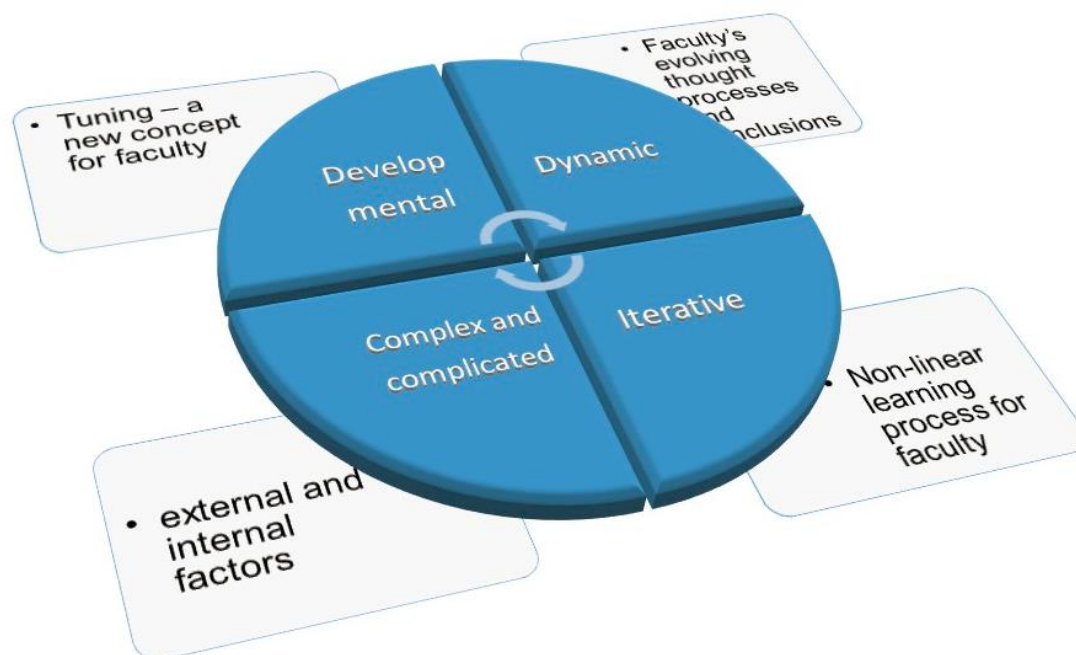 • Tuning – a
new concept
for faculty
• Faculty's
evolving
thought
processes
conclusions
Develop
mental
Dynamic
Complex and
complicated
Iterative
• external and
internal
factors
• Non-linear
learning
process for
faculty